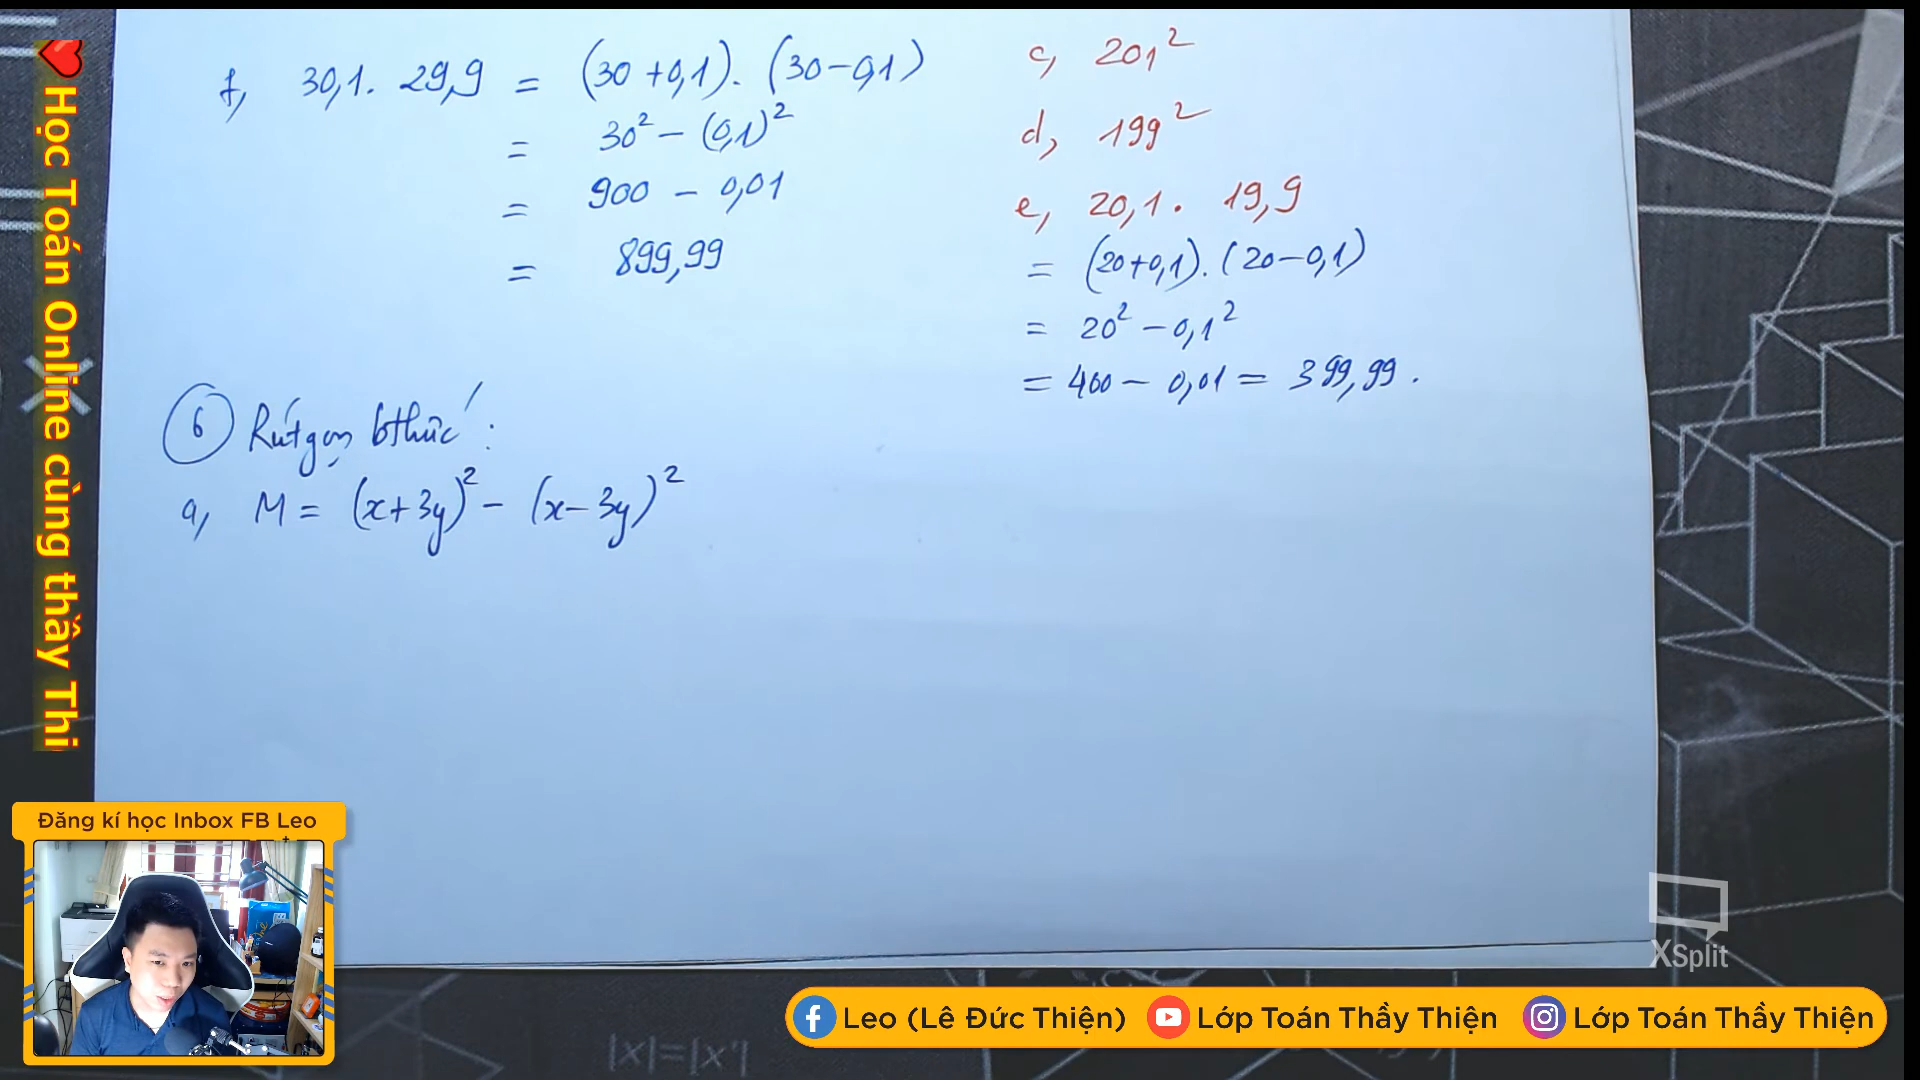 Học Toán Online cùng thầy Thi
f, 30,1. 29,9 = (30+0,1). (30-0,1)
= 30² - (0,1)²
= 900 - 0,01
= 899,99
c, 201²
d, 199²
e, 20,1. 19,9
= (20+0,1). (20-0,1)
= 20² - 0,1²
= 400 - 0,01 = 399,99.
6 Rút gọn bthức:
a, M = (x+3y)² - (x-3y)²
Đăng kí học Inbox FB Leo
XSplit
Leo (Lê Đức Thiện) Lớp Toán Thầy Thiện Lớp Toán Thầy Thiện